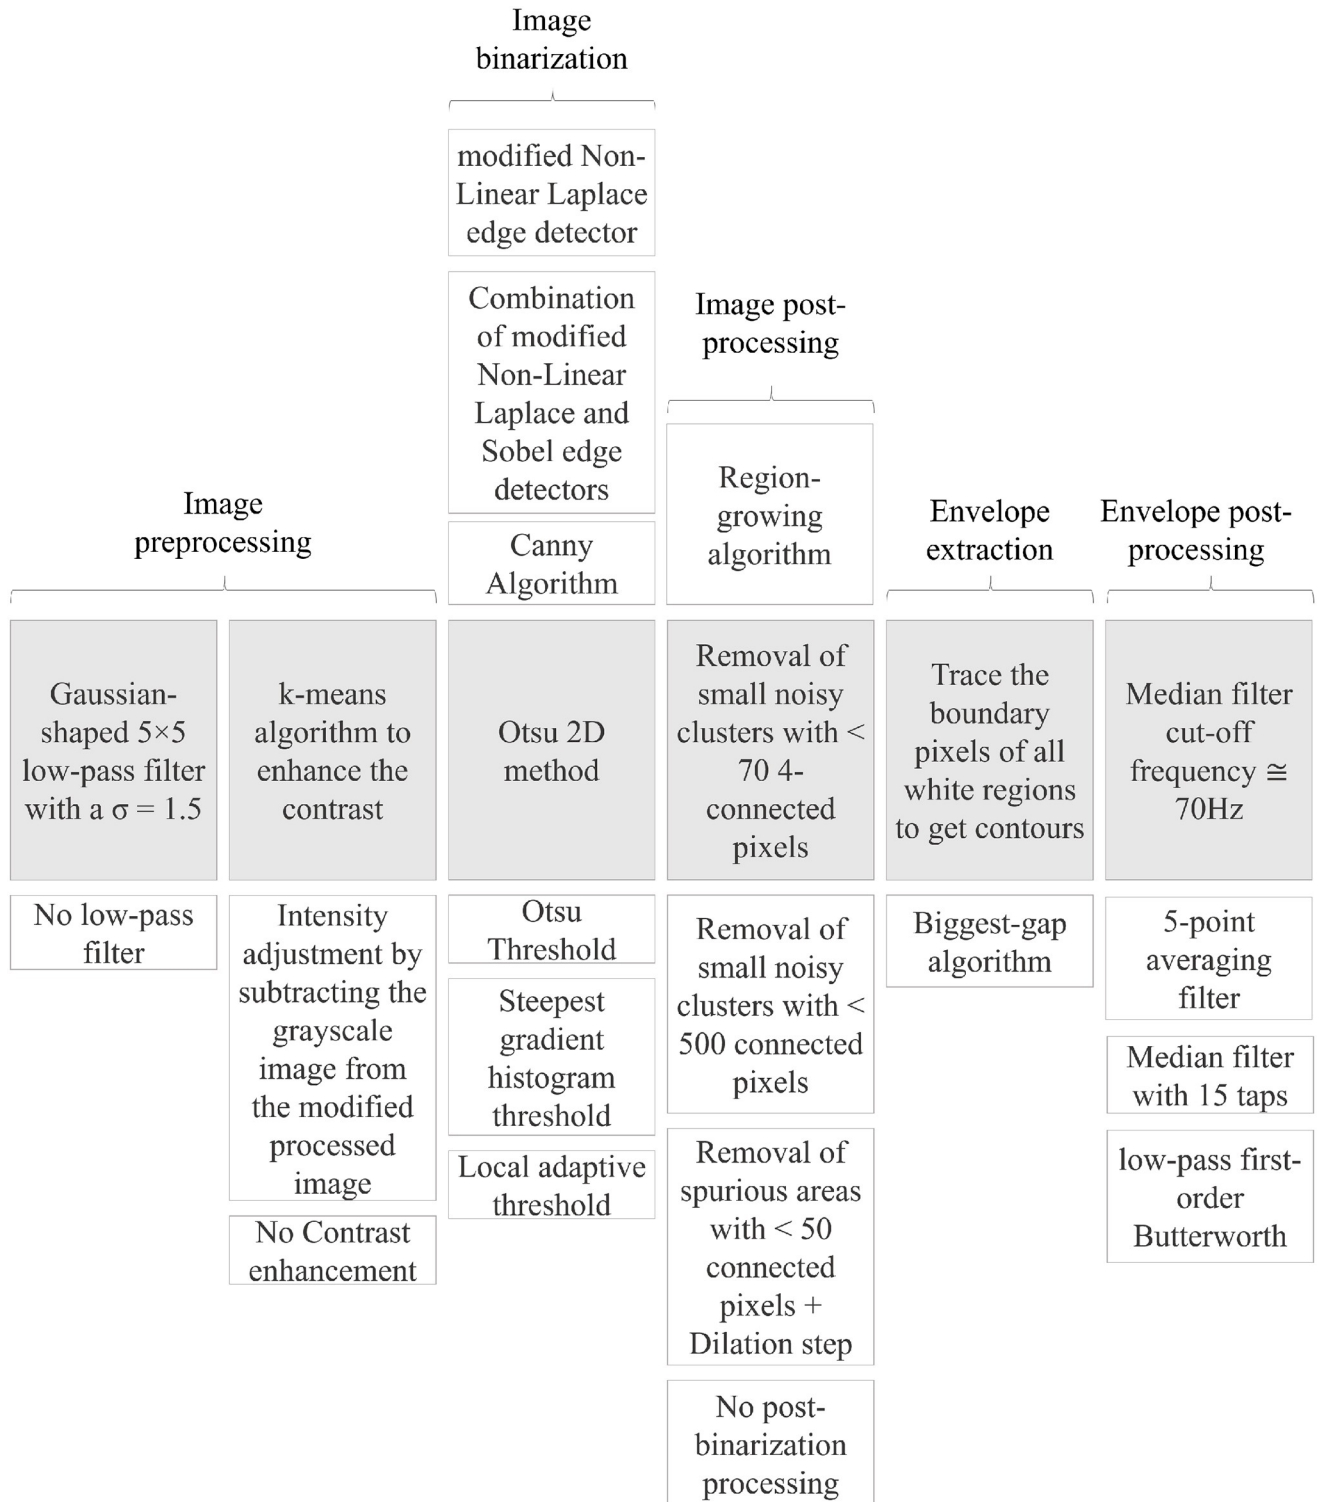 Image
binarization
modified Non-
Linear Laplace
edge detector
Combination
of modified
Non-Linear
Laplace and
Sobel edge
detectors
Canny
Algorithm
Image post-
processing
Region-
growing
algorithm
Image
preprocessing
Envelope
extraction
Envelope post-
processing
Gaussian-
shaped 5×5
low-pass filter
with a σ = 1.5
k-means
algorithm to
enhance the
contrast
Otsu 2D
method
Removal of
small noisy
clusters with <
70 4-
connected
pixels
Trace the
boundary
pixels of all
white regions
to get contours
Median filter
cut-off
frequency ≅
70Hz
No low-pass
filter
Intensity
adjustment by
subtracting the
grayscale
image from
the modified
processed
image
No Contrast
enhancement
Otsu
Threshold
Steepest
gradient
histogram
threshold
Local adaptive
threshold
Removal of
small noisy
clusters with <
500 connected
pixels
Removal of
spurious areas
with < 50
connected
pixels +
Dilation step
No post-
binarization
processing
Biggest-gap
algorithm
5-point
averaging
filter
Median filter
with 15 taps
low-pass first-
order
Butterworth